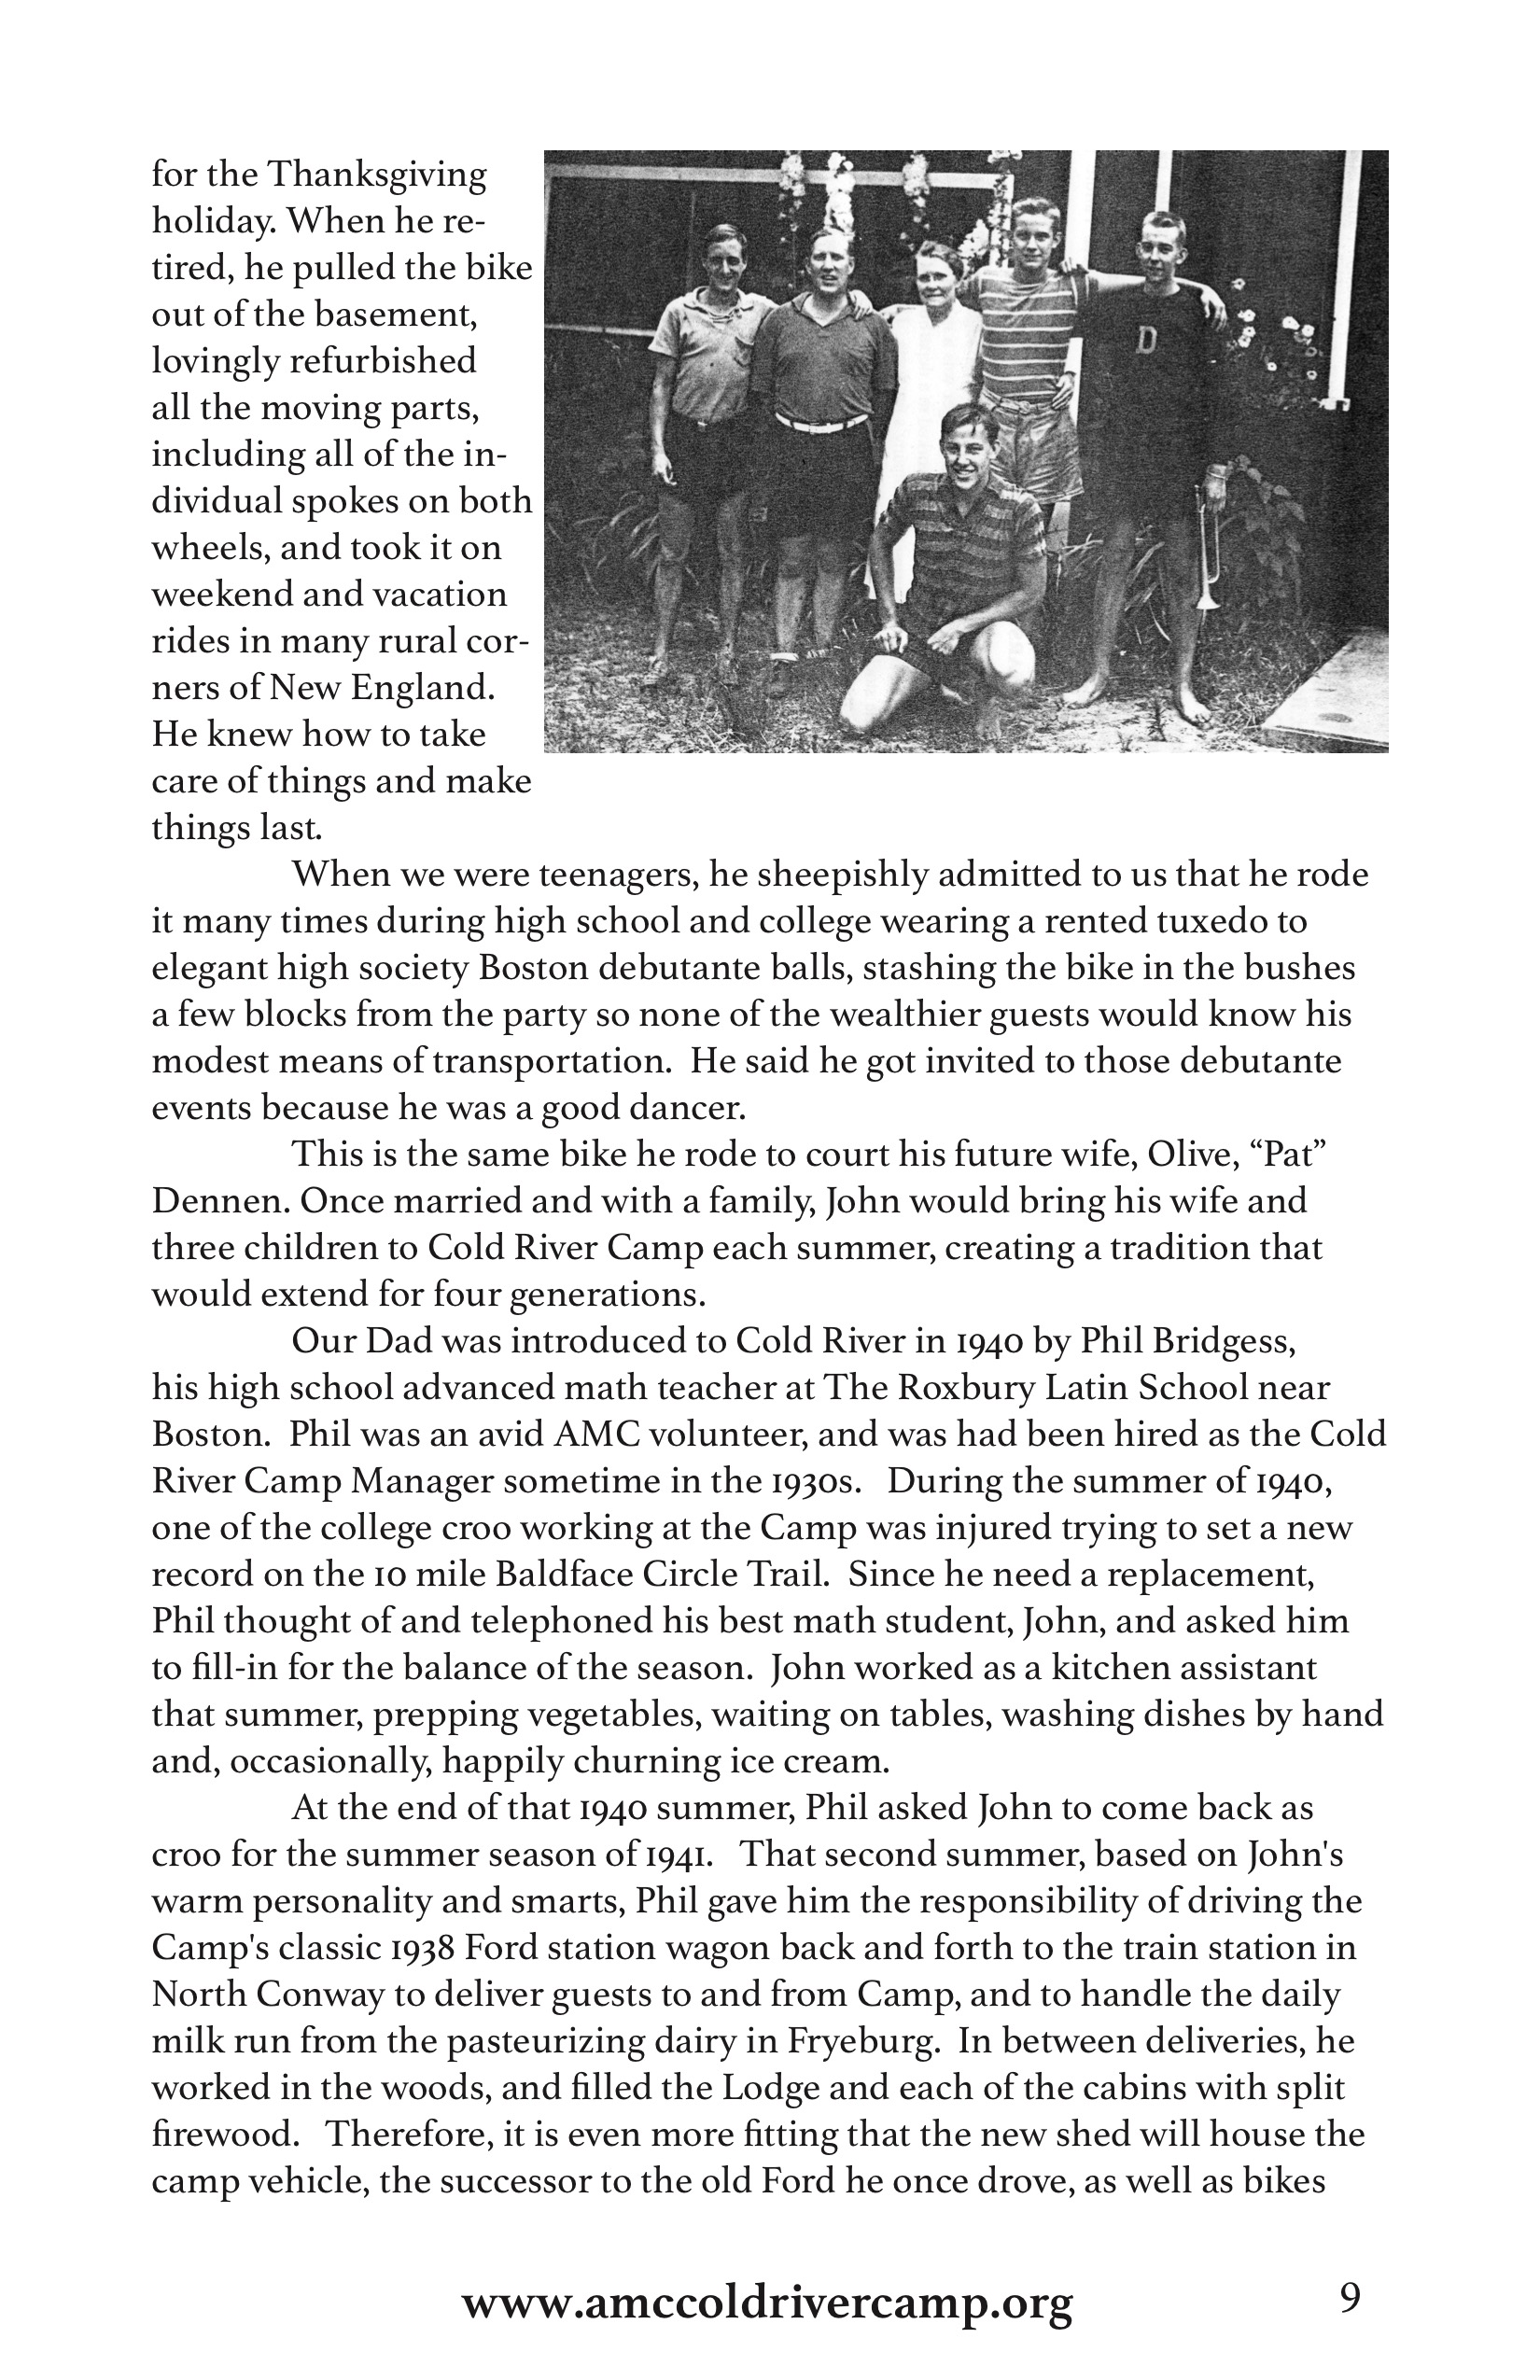 for the Thanksgiving
holiday. When he re-
tired, he pulled the bike
out of the basement,
lovingly refurbished
all the moving parts,
including all of the in-
dividual spokes on both
wheels, and took it on
weekend and vacation
rides in many rural cor-
ners of New England.
He knew how to take
care of things and make
things last.
D
When we were teenagers, he sheepishly admitted to us that he rode
it many times during high school and college wearing a rented tuxedo to
elegant high society Boston debutante balls, stashing the bike in the bushes
a few blocks from the party so none of the wealthier guests would know his
modest means of transportation.  He said he got invited to those debutante
events because he was a good dancer.
This is the same bike he rode to court his future wife, Olive, “Pat”
Dennen. Once married and with a family, John would bring his wife and
three children to Cold River Camp each summer, creating a tradition that
would extend for four generations.
Our Dad was introduced to Cold River in 1940 by Phil Bridgess,
his high school advanced math teacher at The Roxbury Latin School near
Boston.  Phil was an avid AMC volunteer, and was had been hired as the Cold
River Camp Manager sometime in the 1930s.   During the summer of 1940,
one of the college croo working at the Camp was injured trying to set a new
record on the 10 mile Baldface Circle Trail.  Since he need a replacement,
Phil thought of and telephoned his best math student, John, and asked him
to fill-in for the balance of the season.  John worked as a kitchen assistant
that summer, prepping vegetables, waiting on tables, washing dishes by hand
and, occasionally, happily churning ice cream.
At the end of that 1940 summer, Phil asked John to come back as
croo for the summer season of 1941.   That second summer, based on John's
warm personality and smarts, Phil gave him the responsibility of driving the
Camp's classic 1938 Ford station wagon back and forth to the train station in
North Conway to deliver guests to and from Camp, and to handle the daily
milk run from the pasteurizing dairy in Fryeburg.  In between deliveries, he
worked in the woods, and filled the Lodge and each of the cabins with split
firewood.   Therefore, it is even more fitting that the new shed will house the
camp vehicle, the successor to the old Ford he once drove, as well as bikes
www.amccoldrivercamp.org
9